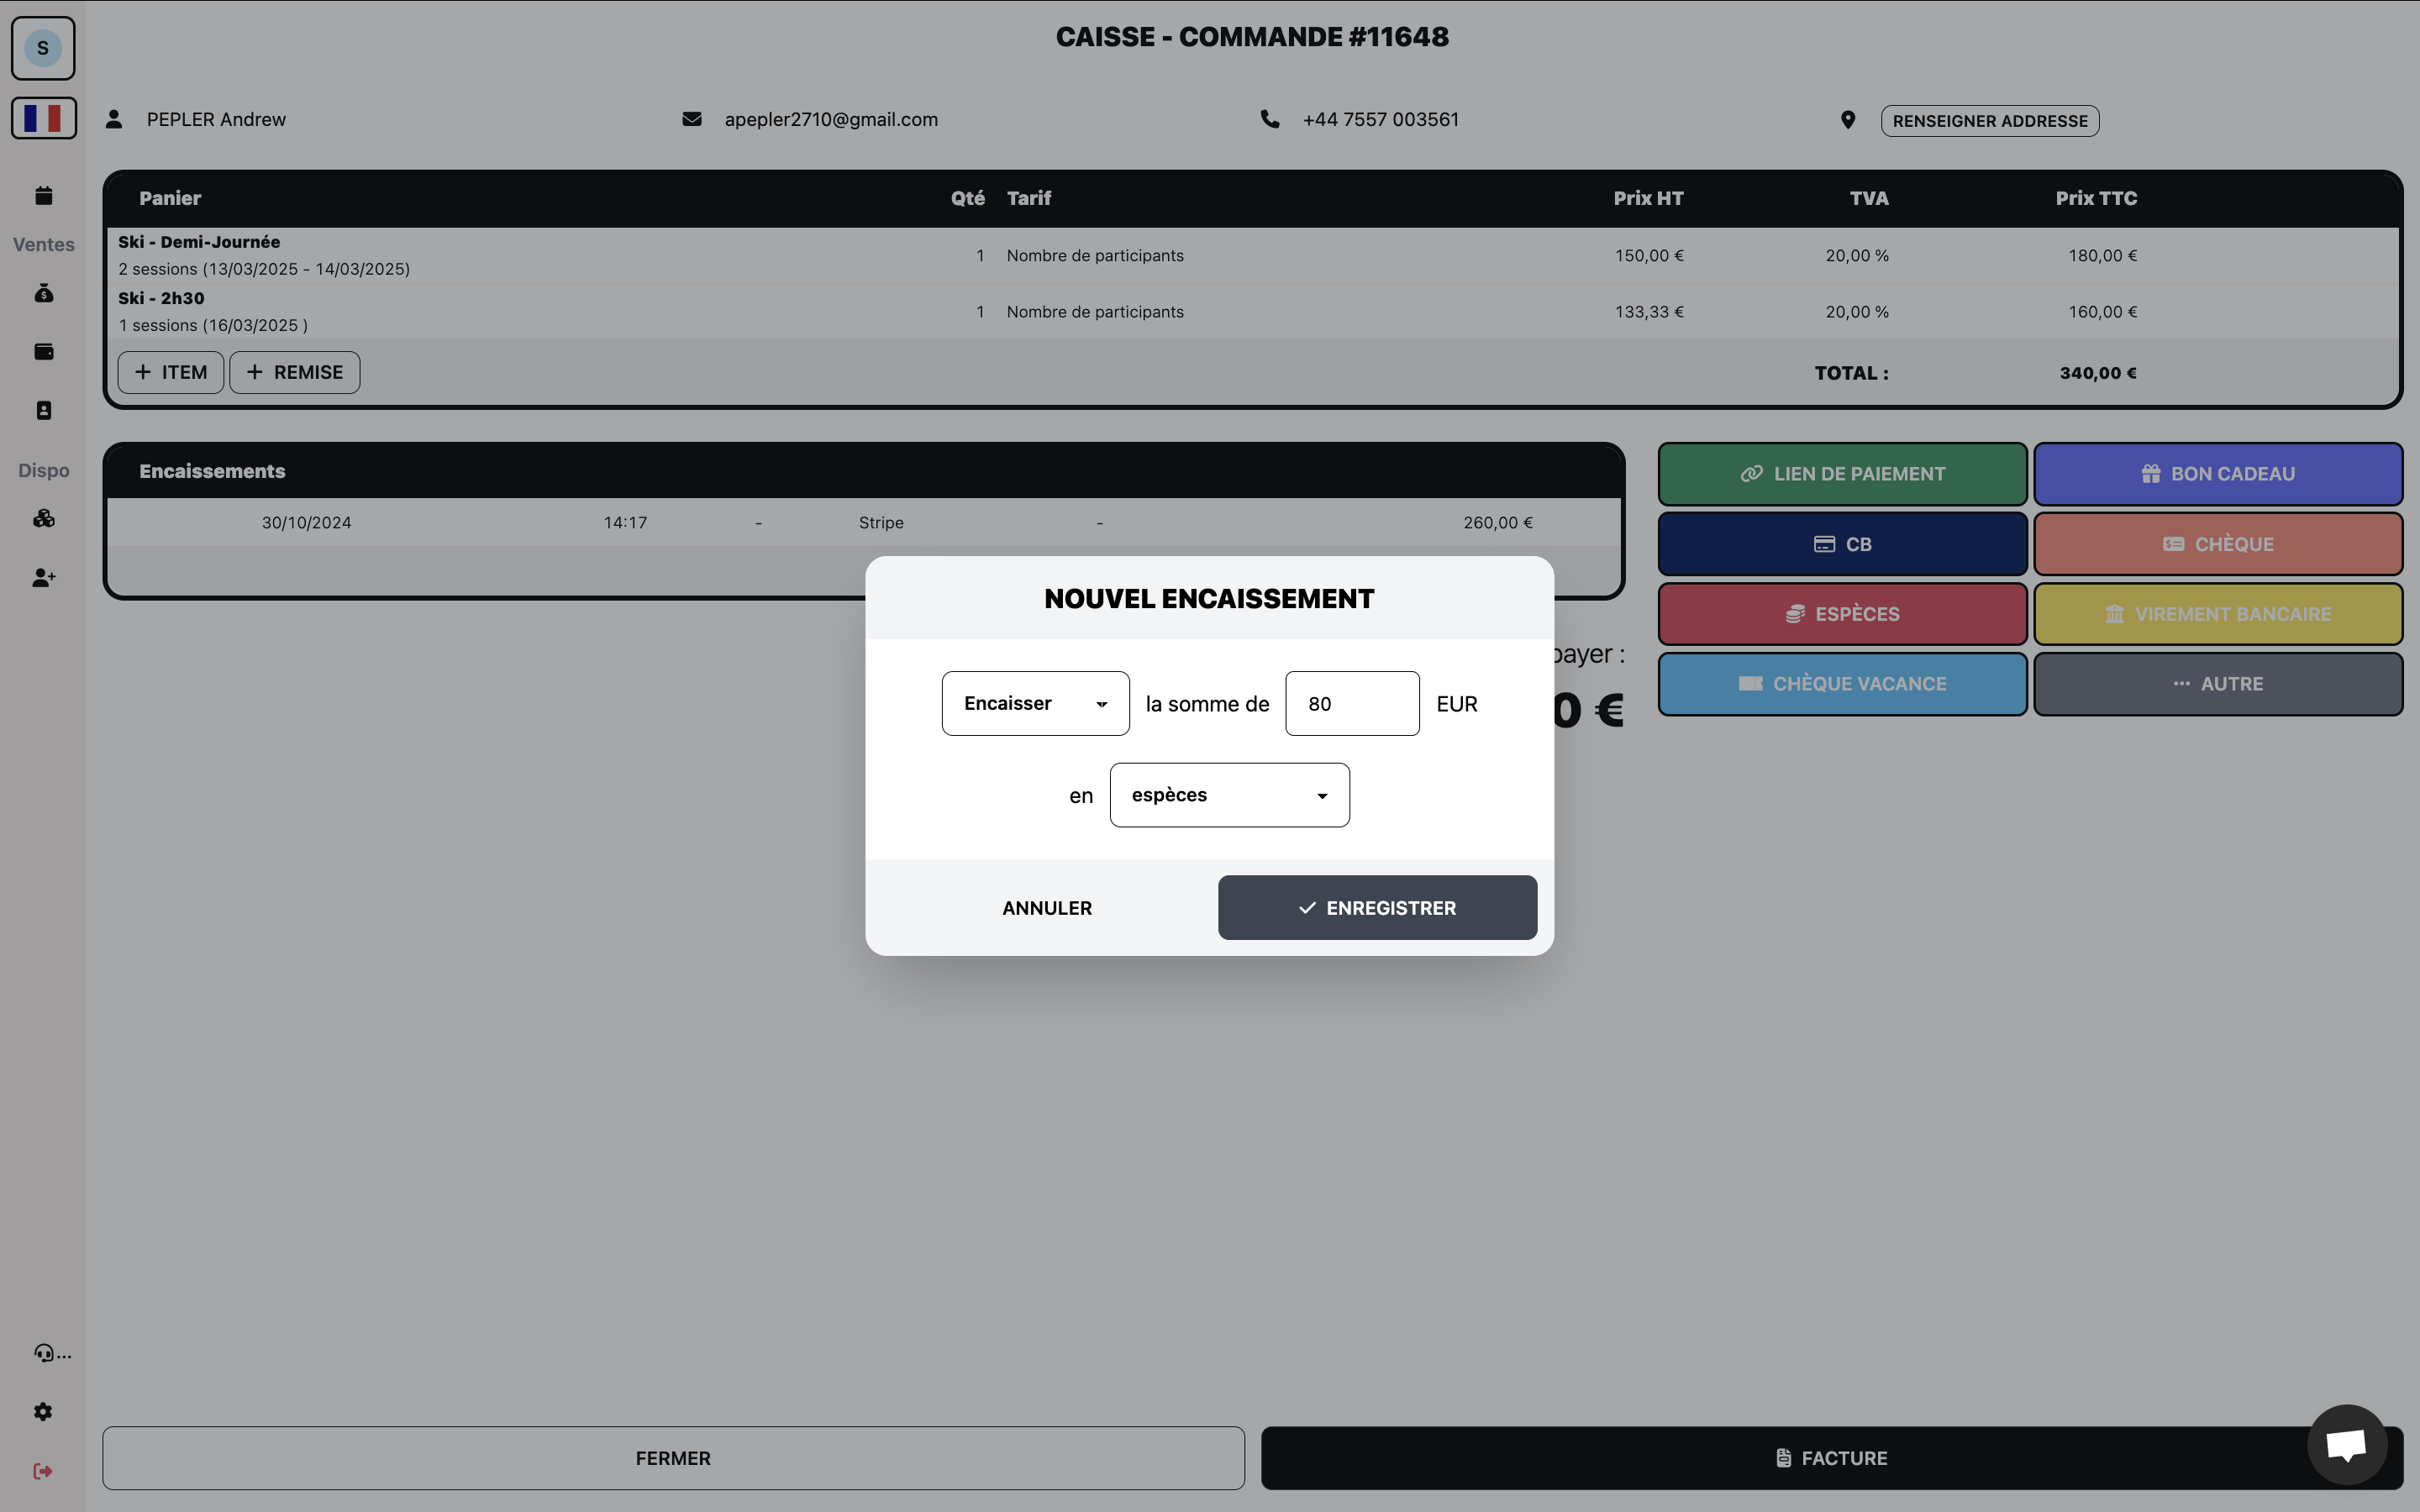 S
CAISSE - COMMANDE #11648
PEPLER Andrew
apepler2710@gmail.com
+44 7557 003561
RENSEIGNER ADDRESSE
Ventes
Dispo
...
Panier Qté Tarif Prix HT TVA Prix TTC
Ski - Demi-Journée
2 sessions (13/03/2025 - 14/03/2025)
1 Nombre de participants 150,00 € 20,00 % 180,00 €
Ski - 2h30
1 sessions (16/03/2025 )
1 Nombre de participants 133,33 € 20,00 % 160,00 €
+ ITEM + REMISE TOTAL : 340,00 €
Encaissements
30/10/2024 14:17 - Stripe - 260,00 €
payer :
0 €
LIEN DE PAIEMENT
BON CADEAU
CB
CHÈQUE
ESPÈCES
VIREMENT BANCAIRE
CHÈQUE VACANCE
AUTRE
NOUVEL ENCAISSEMENT
Encaisser la somme de 80 EUR
en espèces
ANNULER
ENREGISTRER
FERMER
FACTURE